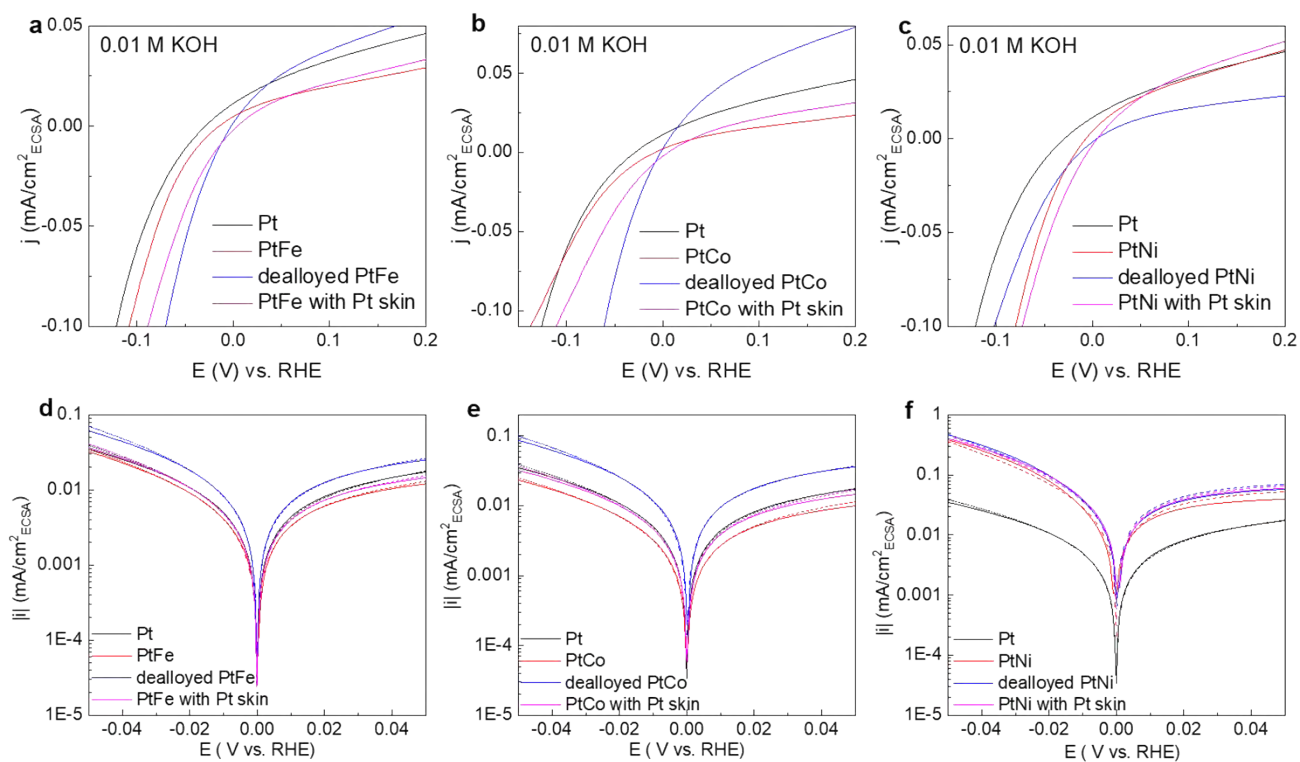 a
0.01 M KOH
0.05
0.00
-0.05
-0.10
j (mA/cm²ECSA)
Pt
PtFe
dealloyed PtFe
PtFe with Pt skin
-0.1 0.0 0.1 0.2
E (V) vs. RHE
b
0.01 M KOH
0.05
0.00
-0.05
-0.10
j (mA/cm²ECSA)
Pt
PtCo
dealloyed PtCo
PtCo with Pt skin
-0.1 0.0 0.1 0.2
E (V) vs. RHE
c
0.01 M KOH
0.05
0.00
-0.05
-0.10
j (mA/cm²ECSA)
Pt
PtNi
dealloyed PtNi
PtNi with Pt skin
-0.1 0.0 0.1 0.2
E (V) vs. RHE
d
0.1
0.01
0.001
1E-4
1E-5
|i| (mA/cm²ECSA)
Pt
PtFe
dealloyed PtFe
PtFe with Pt skin
-0.04 -0.02 0.00 0.02 0.04
E ( V vs. RHE)
e
0.1
0.01
0.001
1E-4
1E-5
|i| (mA/cm²ECSA)
Pt
PtCo
dealloyed PtCo
PtCo with Pt skin
-0.04 -0.02 0.00 0.02 0.04
E ( V vs. RHE)
f
1
0.1
0.01
0.001
1E-4
1E-5
|i| (mA/cm²ECSA)
Pt
PtNi
dealloyed PtNi
PtNi with Pt skin
-0.04 -0.02 0.00 0.02 0.04
E ( V vs. RHE)